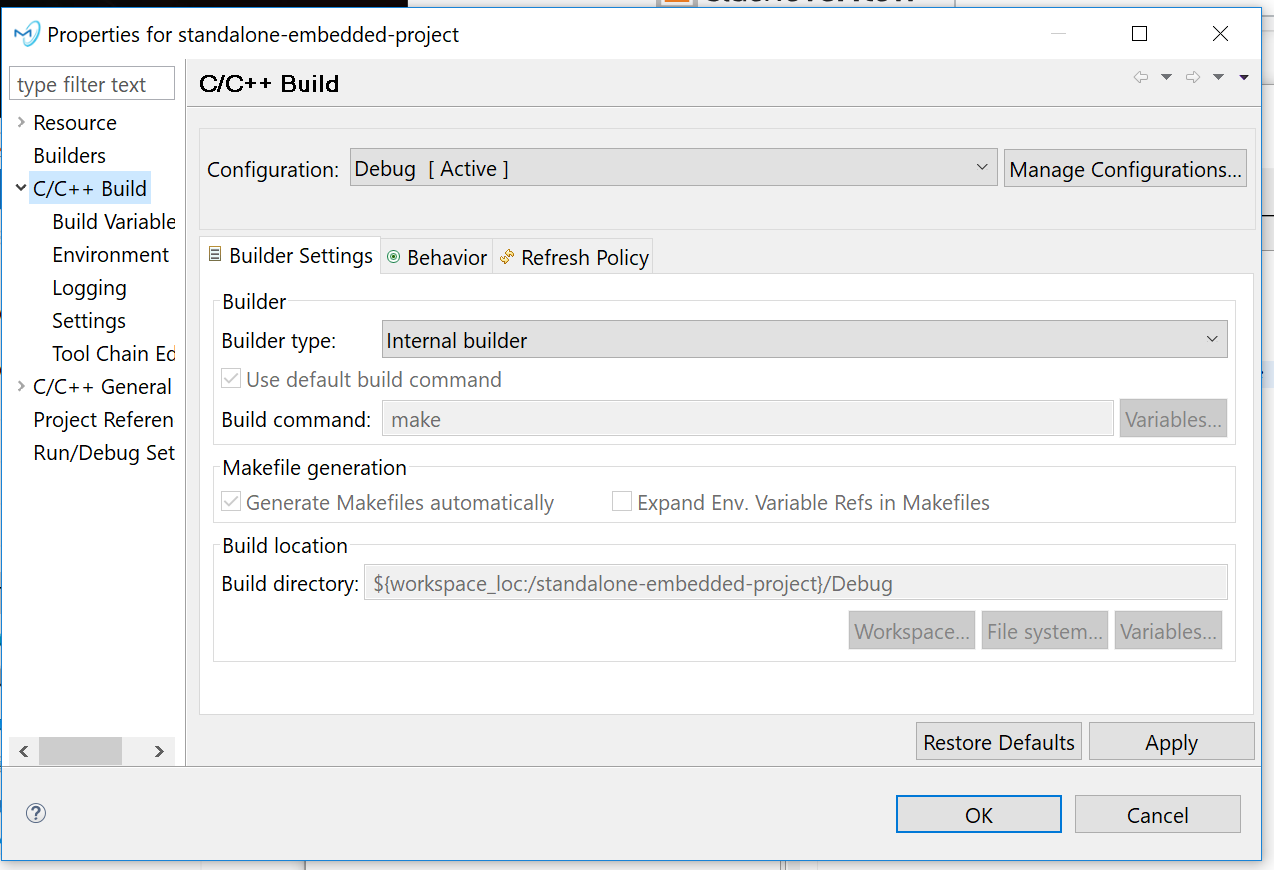 Properties for standalone-embedded-project
type filter text
C/C++ Build
Resource
Builders
C/C++ Build
Build Variable
Environment
Logging
Settings
Tool Chain Ed
C/C++ General
Project Referen
Run/Debug Set
Configuration: Debug [ Active ] Manage Configurations...
Builder Settings Behavior Refresh Policy
Builder
Builder type: Internal builder
Use default build command
Build command: make Variables...
Makefile generation
Generate Makefiles automatically Expand Env. Variable Refs in Makefiles
Build location
Build directory: ${workspace_loc:/standalone-embedded-project}/Debug
Workspace... File system... Variables...
Restore Defaults Apply
OK Cancel